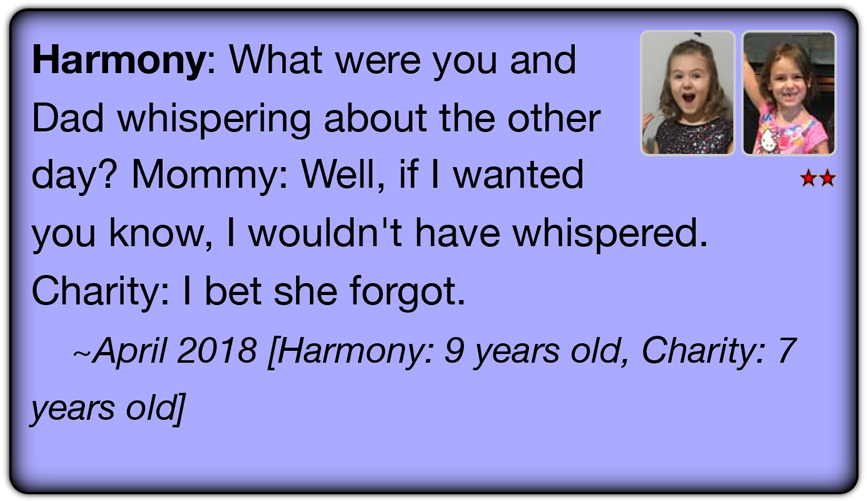 Harmony: What were you and
Dad whispering about the other
day? Mommy: Well, if I wanted
you know, I wouldn't have whispered.
Charity: I bet she forgot.
~April 2018 [Harmony: 9 years old, Charity: 7
years old]